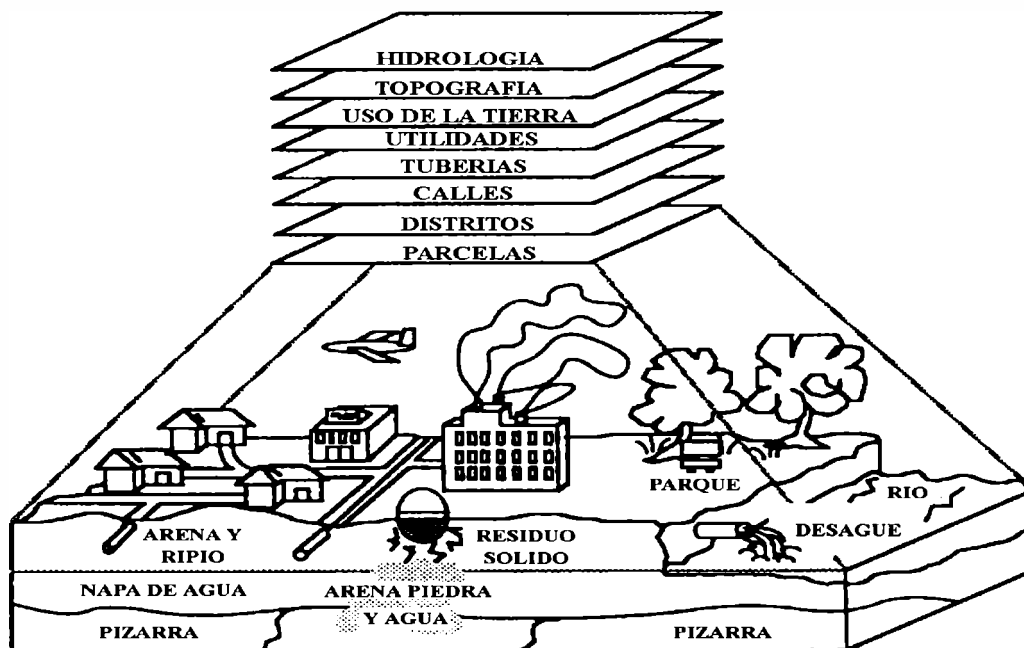 HIDROLOGIA
TOPOGRAFIA
USO DE LA TIERRA
UTILIDADES
TUBERIAS
CALLES
DISTRITOS
PARCELAS
PARQUE
RIO
ARENA Y
RIPIO
RESIDUO
SOLIDO
DESAGUE
NAPA DE AGUA
ARENA PIEDRA
Y AGUA
PIZARRA
PIZARRA